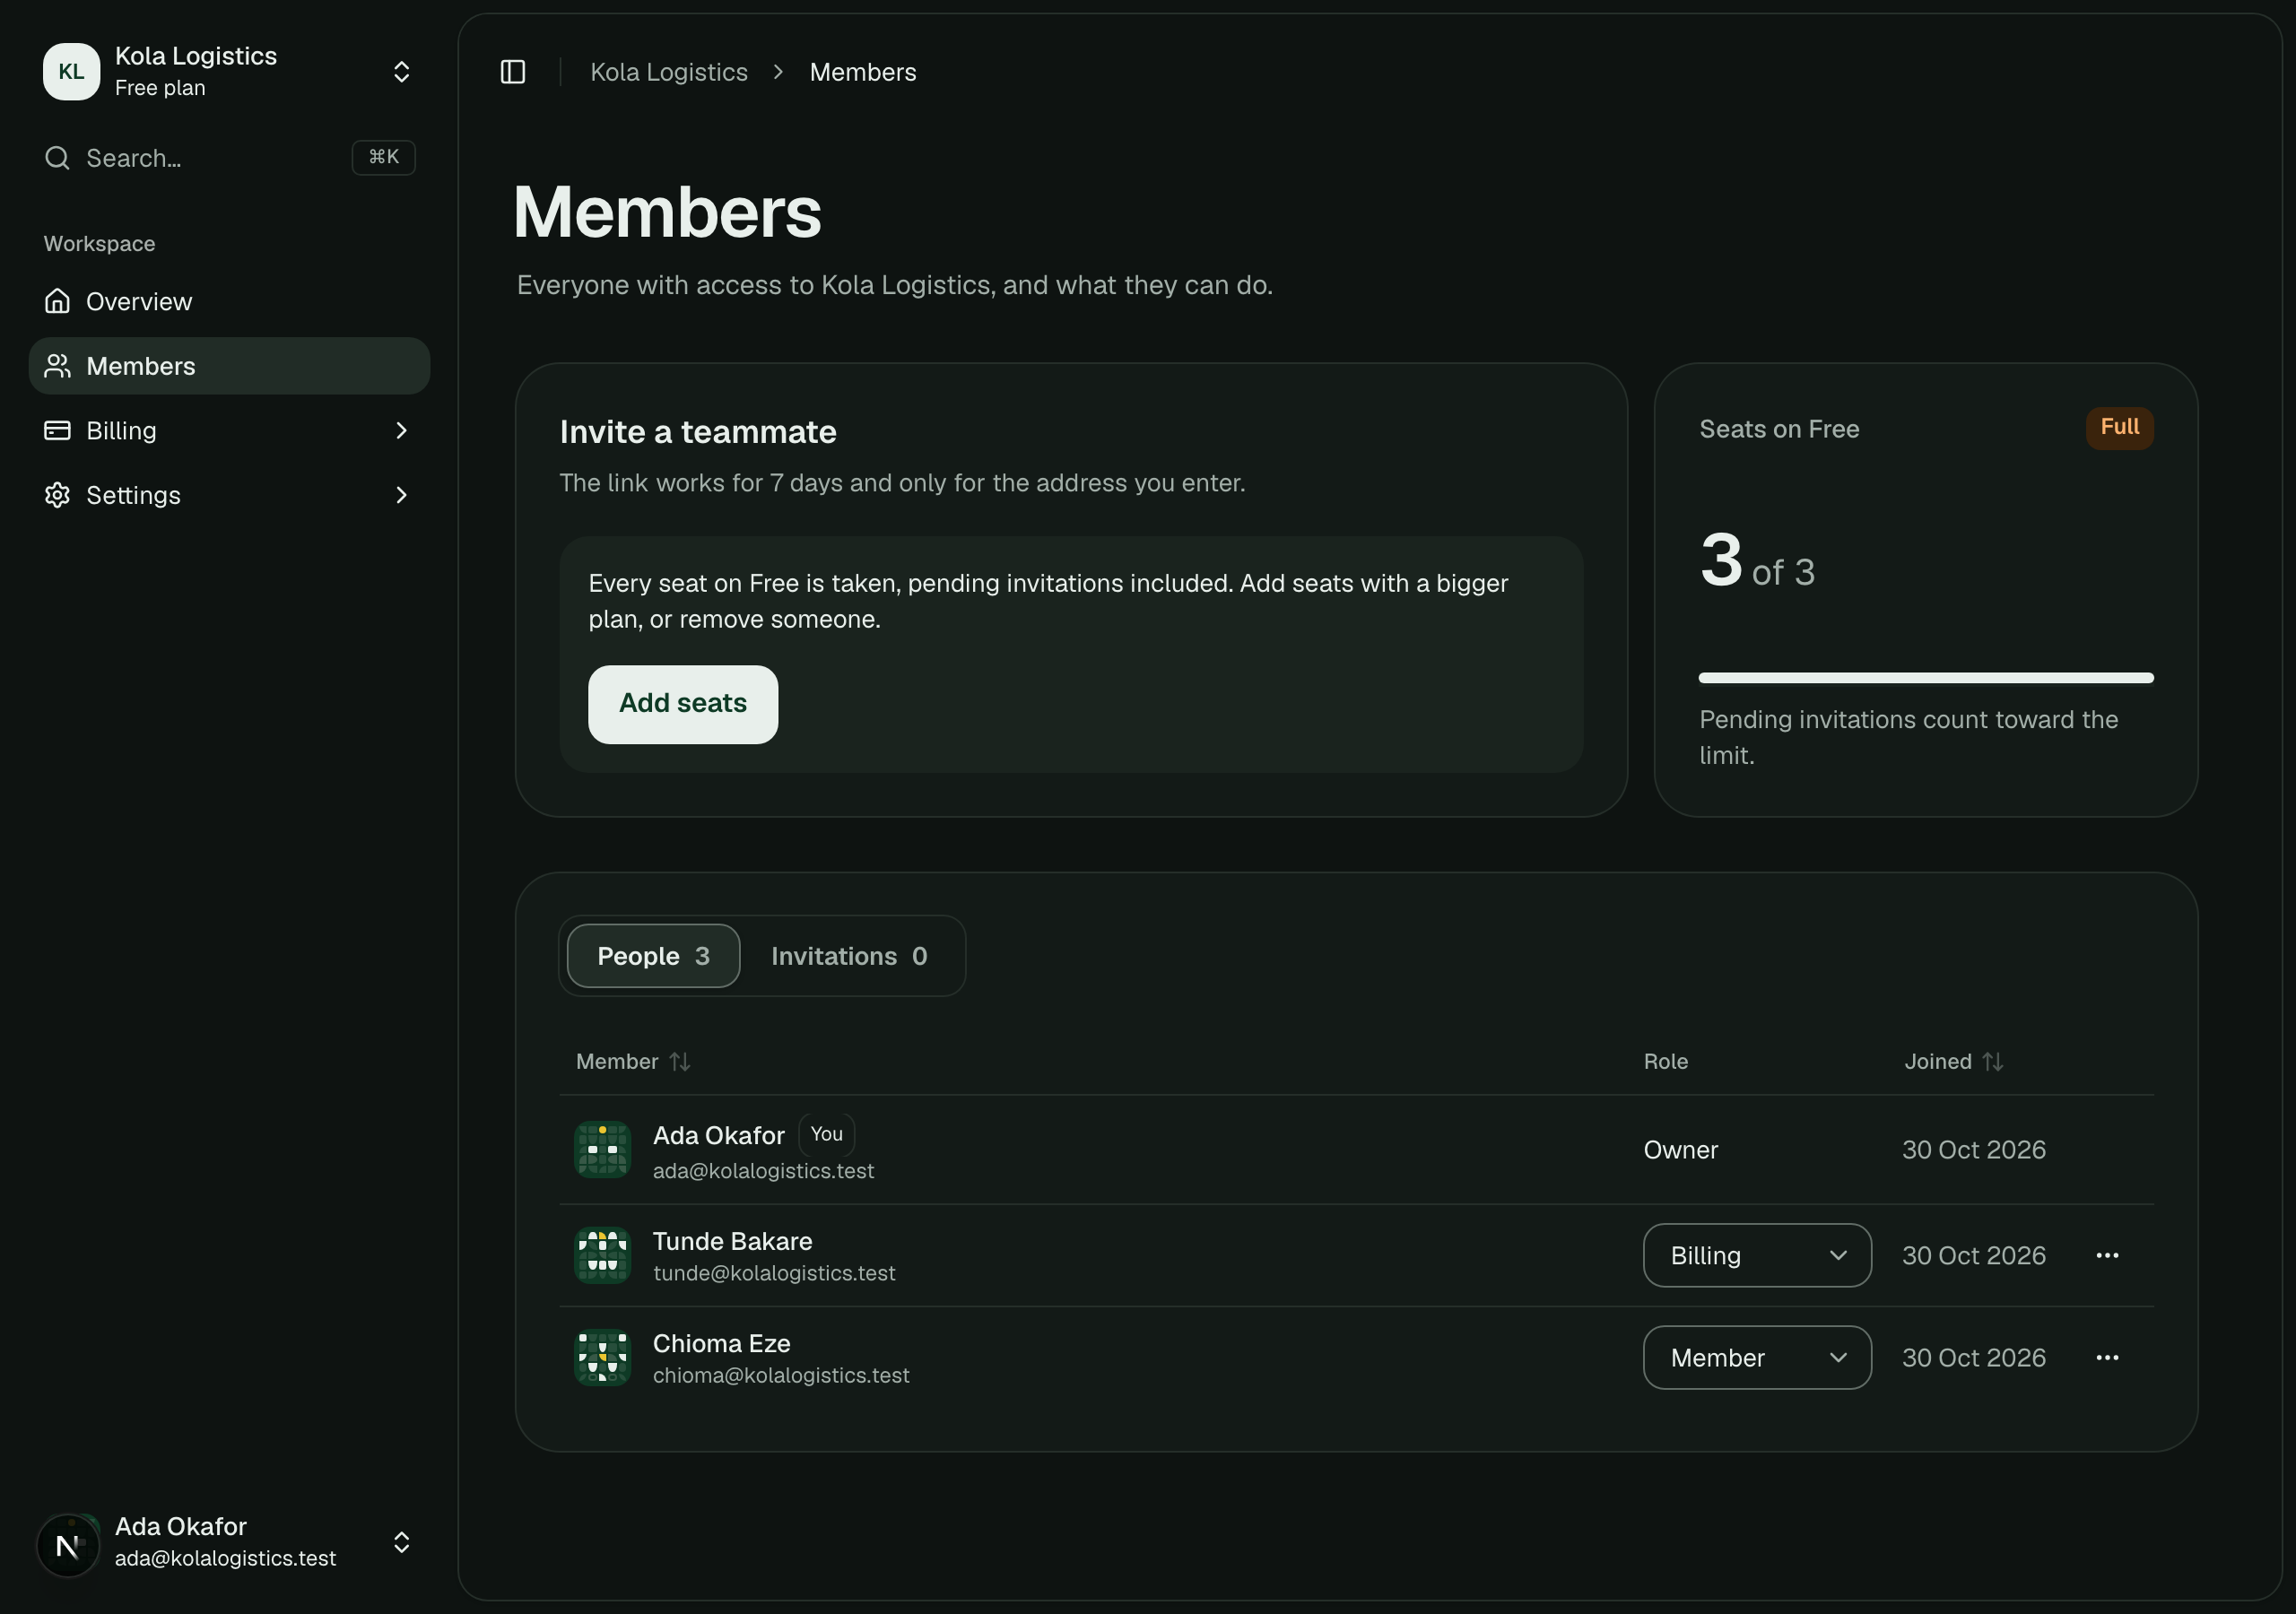 KL
Kola Logistics
Free plan
Search...
⌘K
Workspace
Overview
Members
Billing
Settings
Kola Logistics
Members
Members
Everyone with access to Kola Logistics, and what they can do.
Invite a teammate
The link works for 7 days and only for the address you enter.
Every seat on Free is taken, pending invitations included. Add seats with a bigger
plan, or remove someone.
Add seats
Seats on Free
Full
3 of 3
Pending invitations count toward the
limit.
People 3
Invitations 0
Member
Role
Joined
Ada Okafor
You
ada@kolalogistics.test
Owner
30 Oct 2026
Tunde Bakare
tunde@kolalogistics.test
Billing
30 Oct 2026
Chioma Eze
chioma@kolalogistics.test
Member
30 Oct 2026
N
Ada Okafor
ada@kolalogistics.test